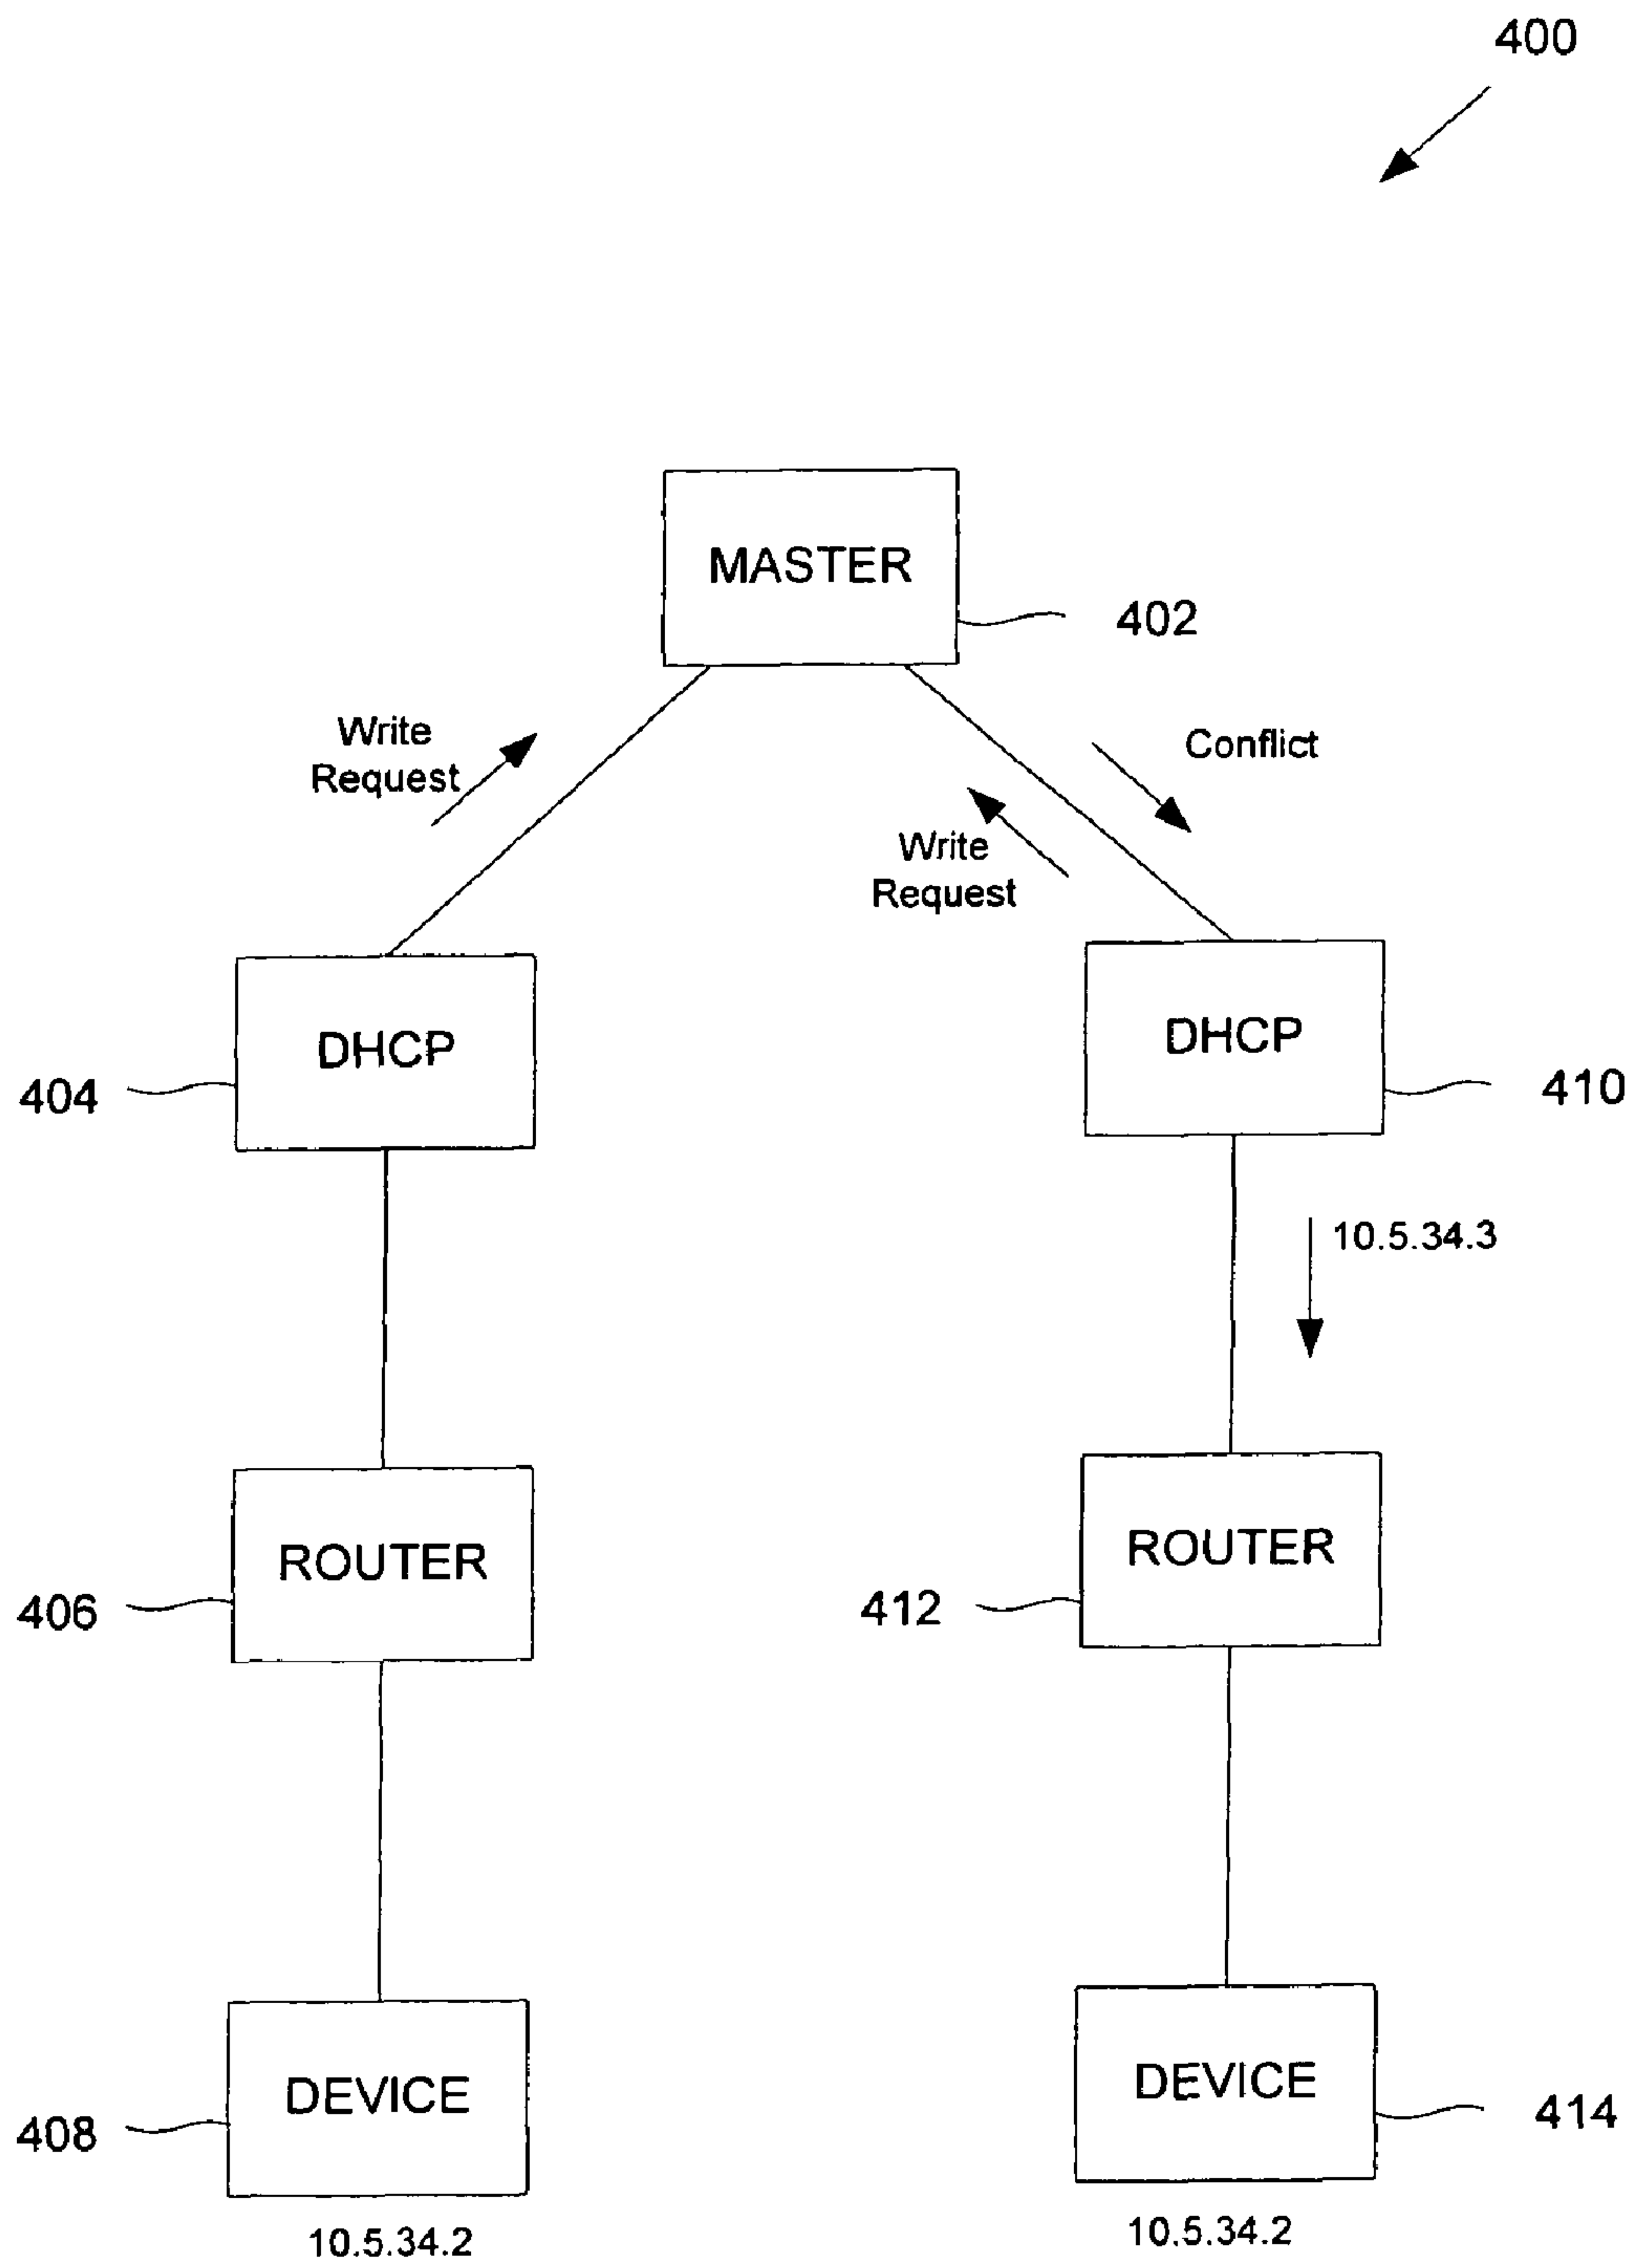 400
MASTER
402
Write
Request
Conflict
Write
Request
DHCP
404
DHCP
410
10.5.34.3
ROUTER
406
ROUTER
412
DEVICE
408
DEVICE
414
10.5.34.2
10.5.34.2